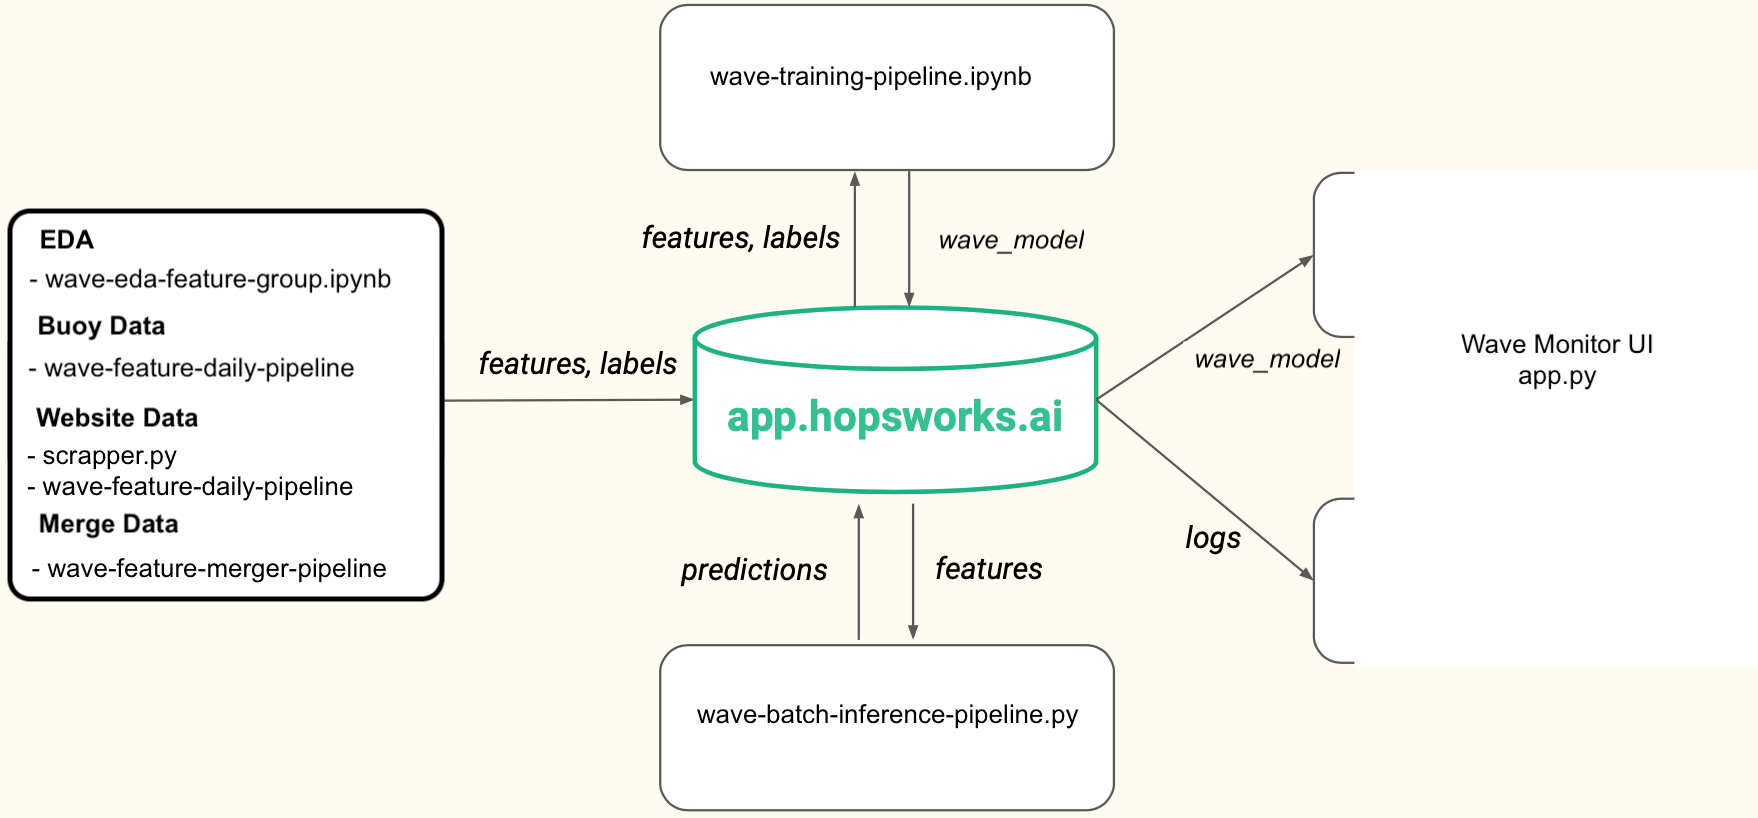 wave-training-pipeline.ipynb
features, labels
wave_model
EDA
- wave-eda-feature-group.ipynb
Buoy Data
- wave-feature-daily-pipeline
Website Data
- scrapper.py
- wave-feature-daily-pipeline
Merge Data
- wave-feature-merger-pipeline
features, labels
app.hopsworks.ai
wave_model
Wave Monitor UI
app.py
logs
predictions
features
wave-batch-inference-pipeline.py